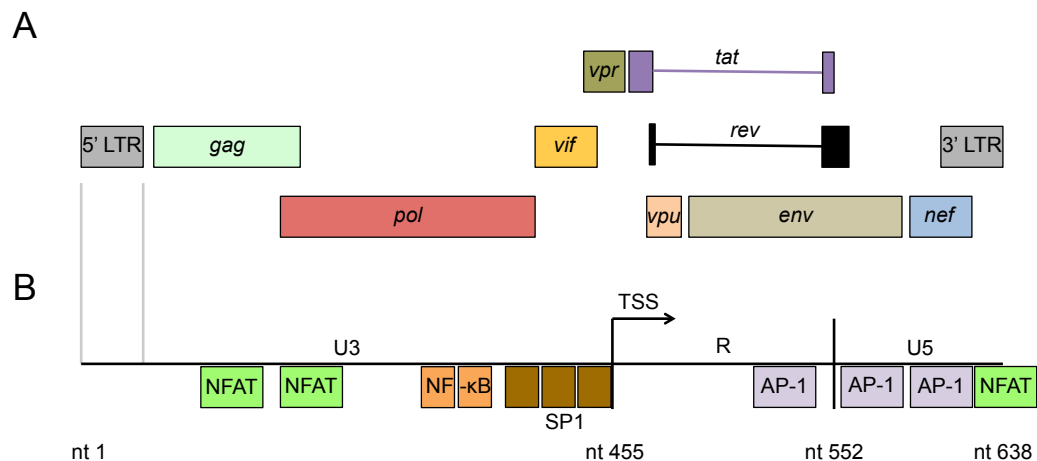 A
vpr
tat
5' LTR
gag
vif
rev
3' LTR
pol
vpu
env
nef
B
TSS
U3
R
U5
NFAT
NFAT
NF
-κB
AP-1
AP-1
AP-1
NFAT
SP1
nt 1
nt 455
nt 552
nt 638